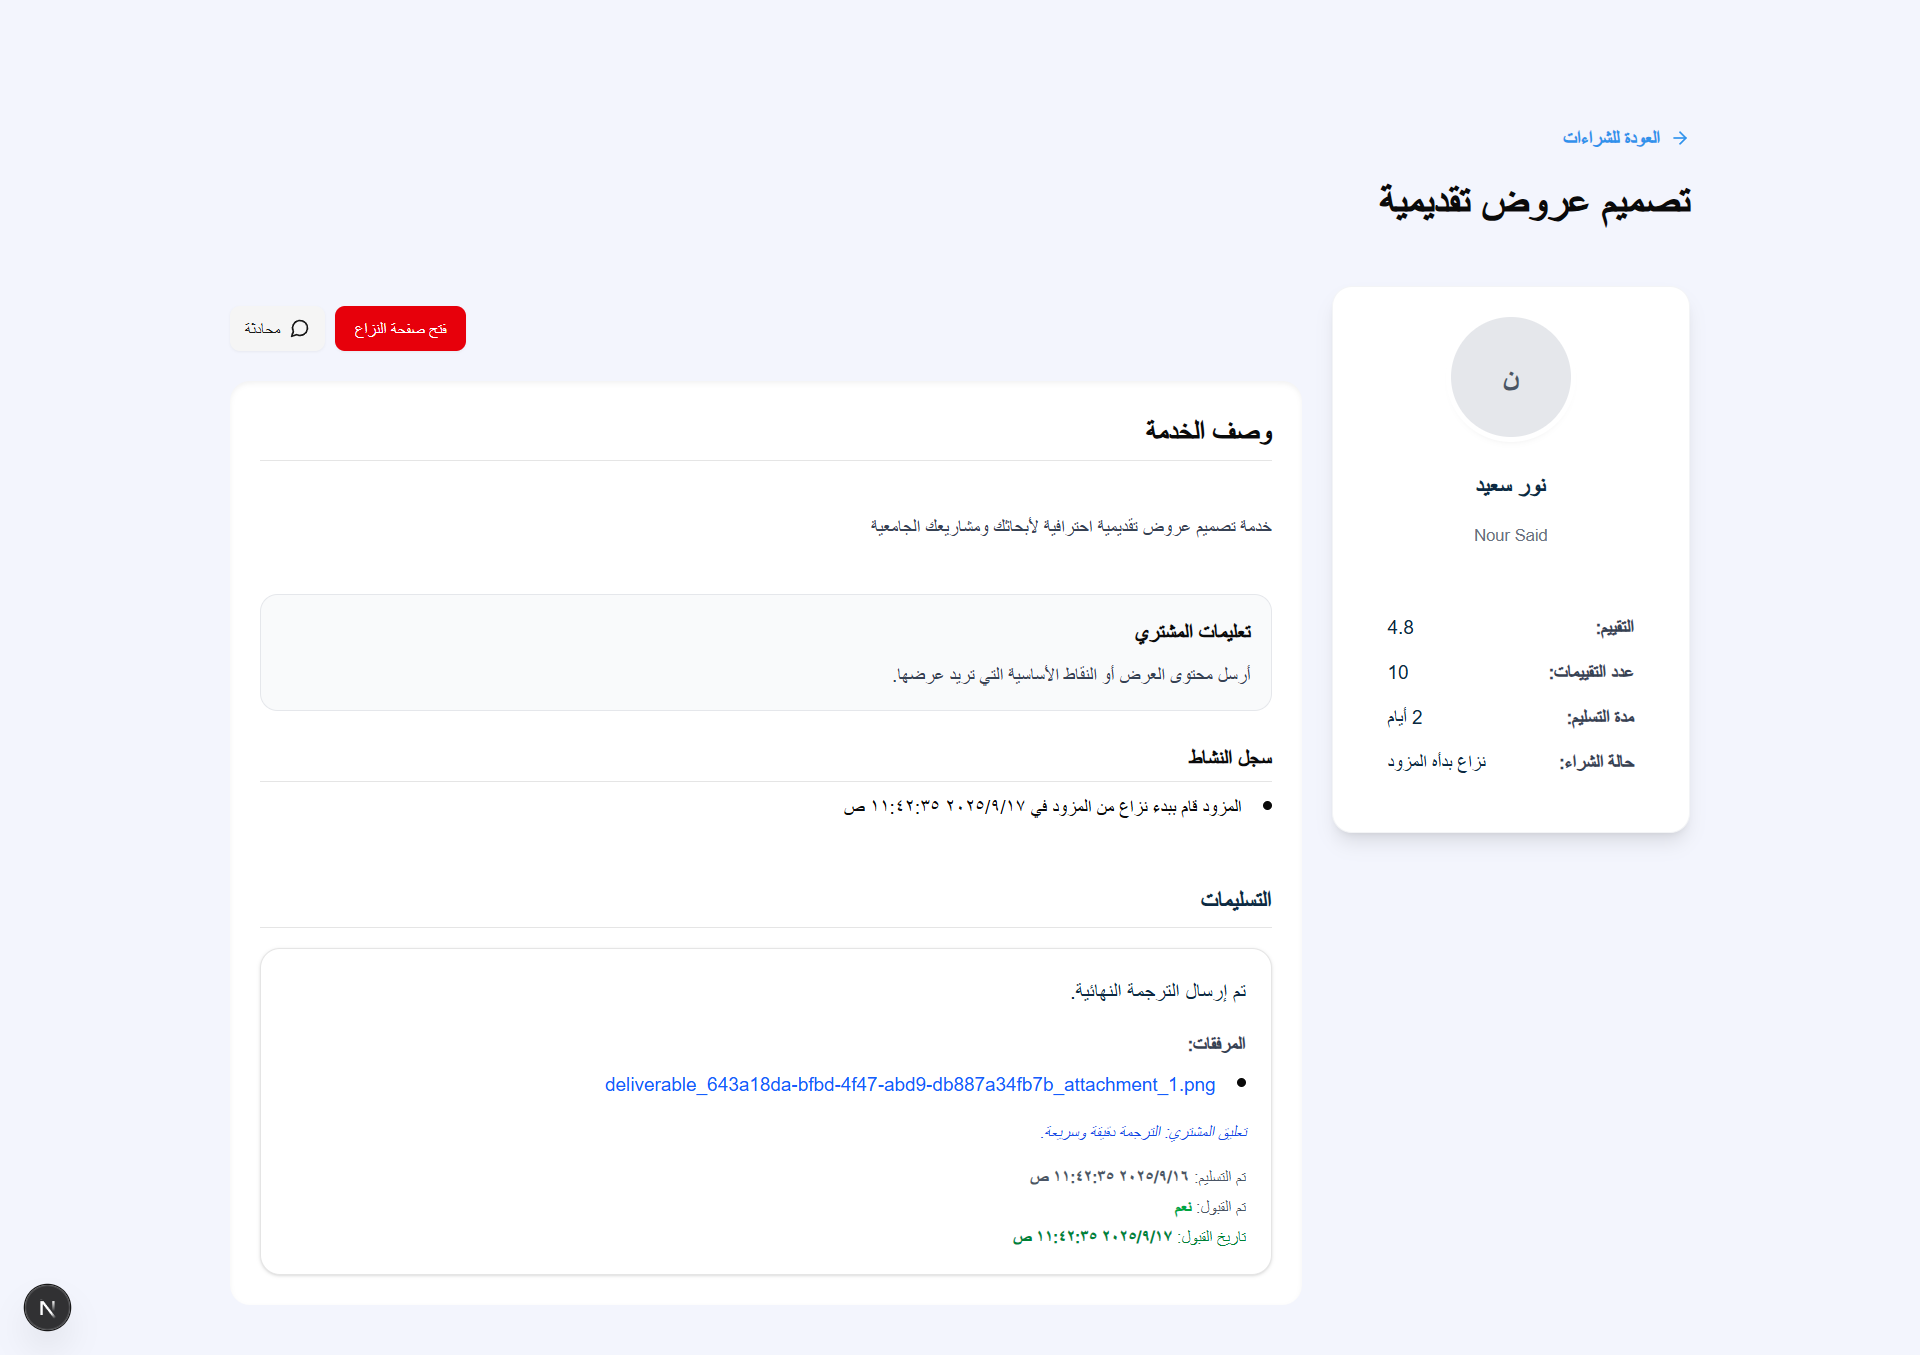 العودة للشراءات
تصميم عروض تقديمية
ن
نور سعيد
Nour Said
التقييم: 4.8
عدد التقييمات: 10
مدة التسليم: 2 أيام
حالة الشراء: نزاع بدأه المزود
فتح صفحة النزاع
محادثة
وصف الخدمة
خدمة تصميم عروض تقديمية احترافية لأبحاثك ومشاريعك الجامعية
تعليمات المشتري
أرسل محتوى العرض أو النقاط الأساسية التي تريد عرضها.
سجل النشاط
المزود قام ببدء نزاع من المزود في ٢٠٢٥/٩/١٧ ١١:٤٢:٣٥ ص
التسليمات
تم إرسال الترجمة النهائية.
المرفقات:
deliverable_643a18da-bfbd-4f47-abd9-db887a34fb7b_attachment_1.png
تعليق المشتري: الترجمة دقيقة وسريعة.
تم التسليم: ٢٠٢٥/٩/١٦ ١١:٤٢:٣٥ ص
تم القبول: نعم
تاريخ القبول: ٢٠٢٥/٩/١٧ ١١:٤٢:٣٥ ص
N